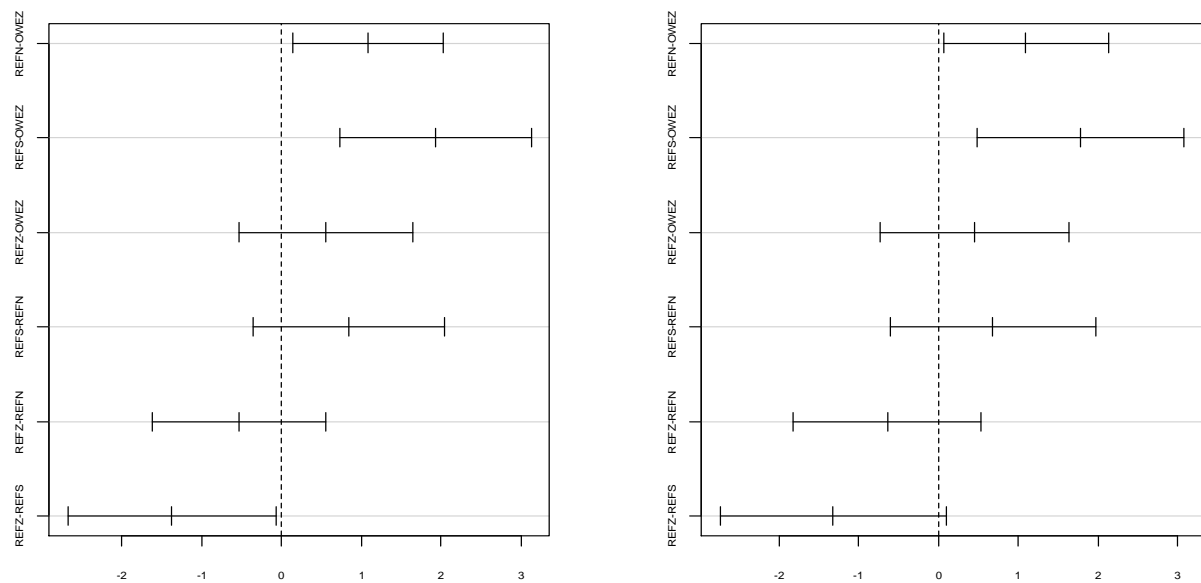 REFN-OWEZ
REFS-OWEZ
REFZ-OWEZ
REFS-REFN
REFZ-REFN
REFZ-REFS
-2 -1 0 1 2 3
REFN-OWEZ
REFS-OWEZ
REFZ-OWEZ
REFS-REFN
REFZ-REFN
REFZ-REFS
-2 -1 0 1 2 3